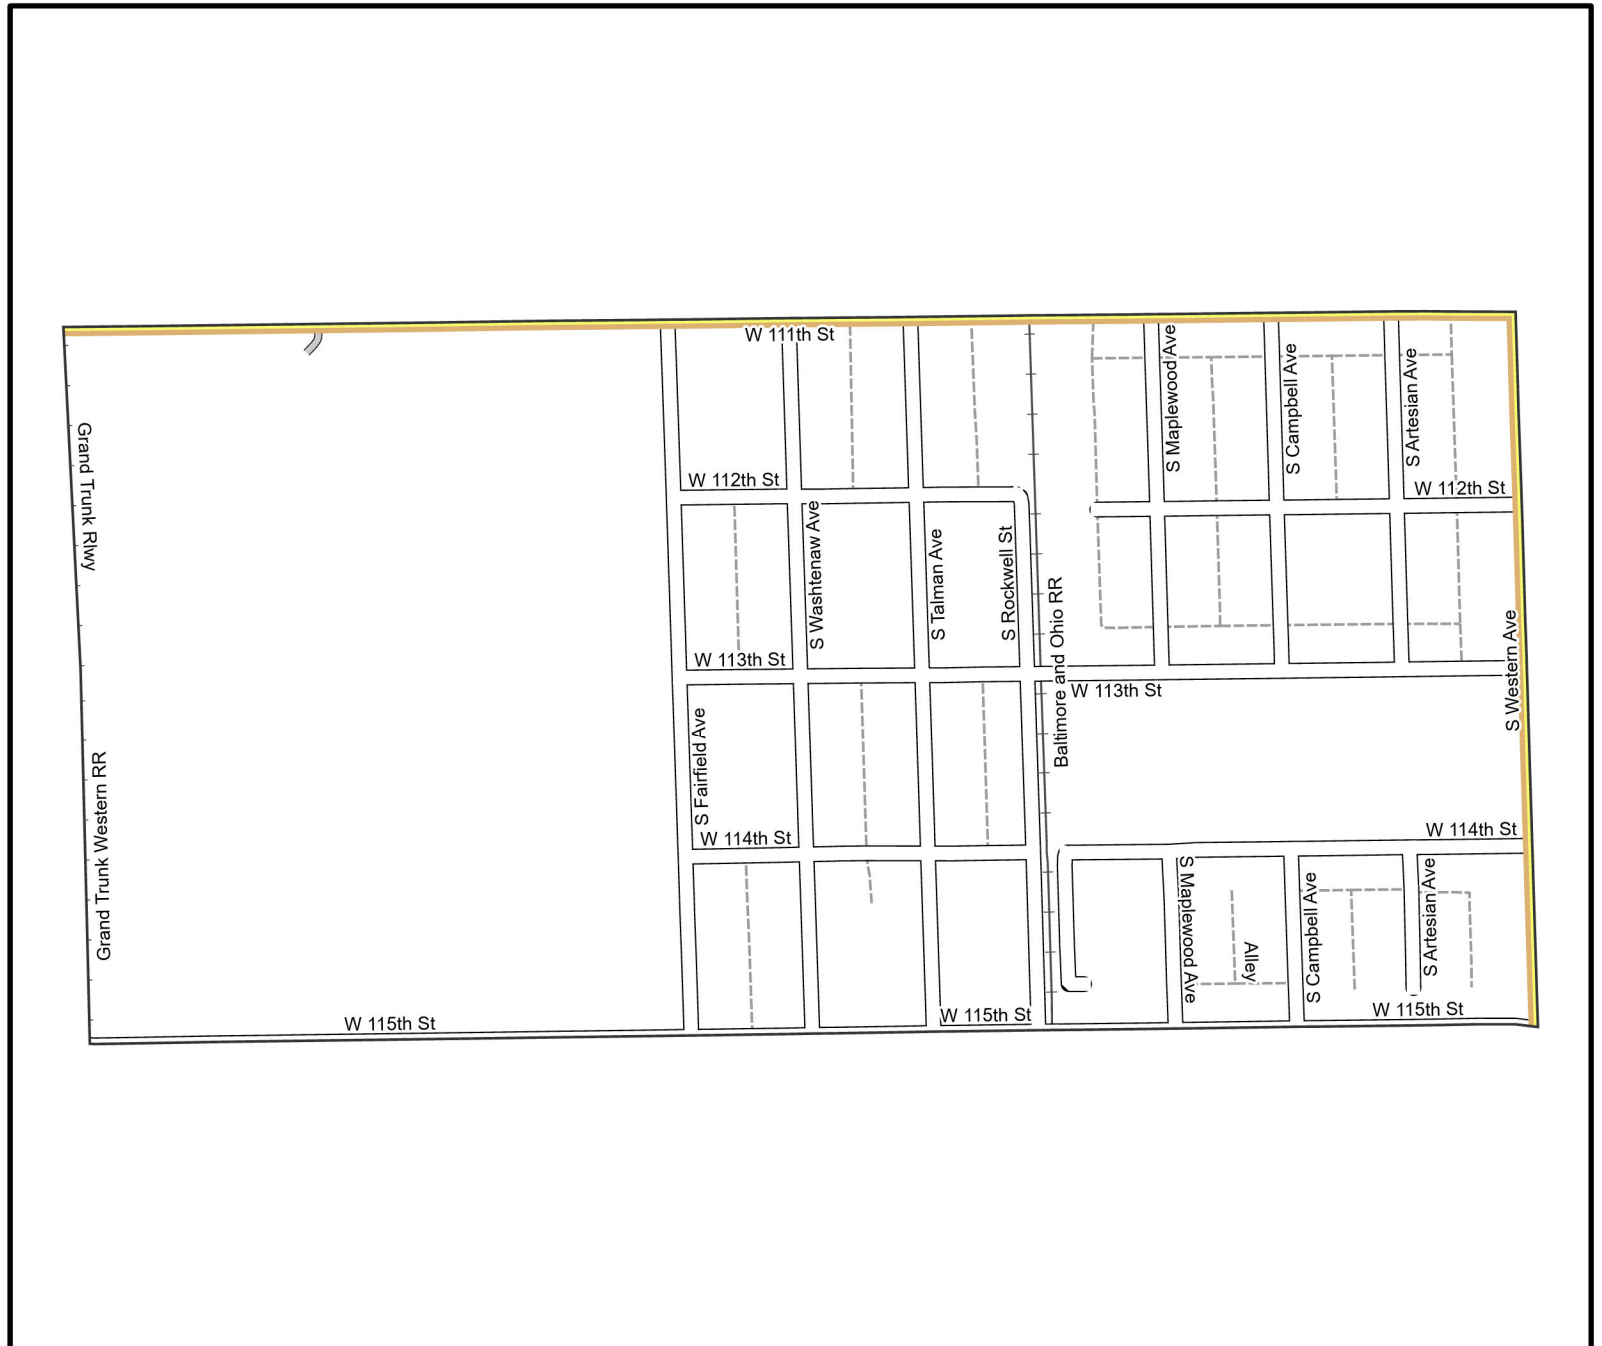 W 111th St
S Maplewood Ave
S Campbell Ave
S Artesian Ave
Grand Trunk Rlwy
W 112th St
W 112th St
S Washtenaw Ave
S Talman Ave
S Rockwell St
Baltimore and Ohio RR
S Western Ave
W 113th St
W 113th St
S Fairfield Ave
Grand Trunk Western RR
W 114th St
W 114th St
S Maplewood Ave
Alley
S Campbell Ave
S Artesian Ave
W 115th St
W 115th St
W 115th St